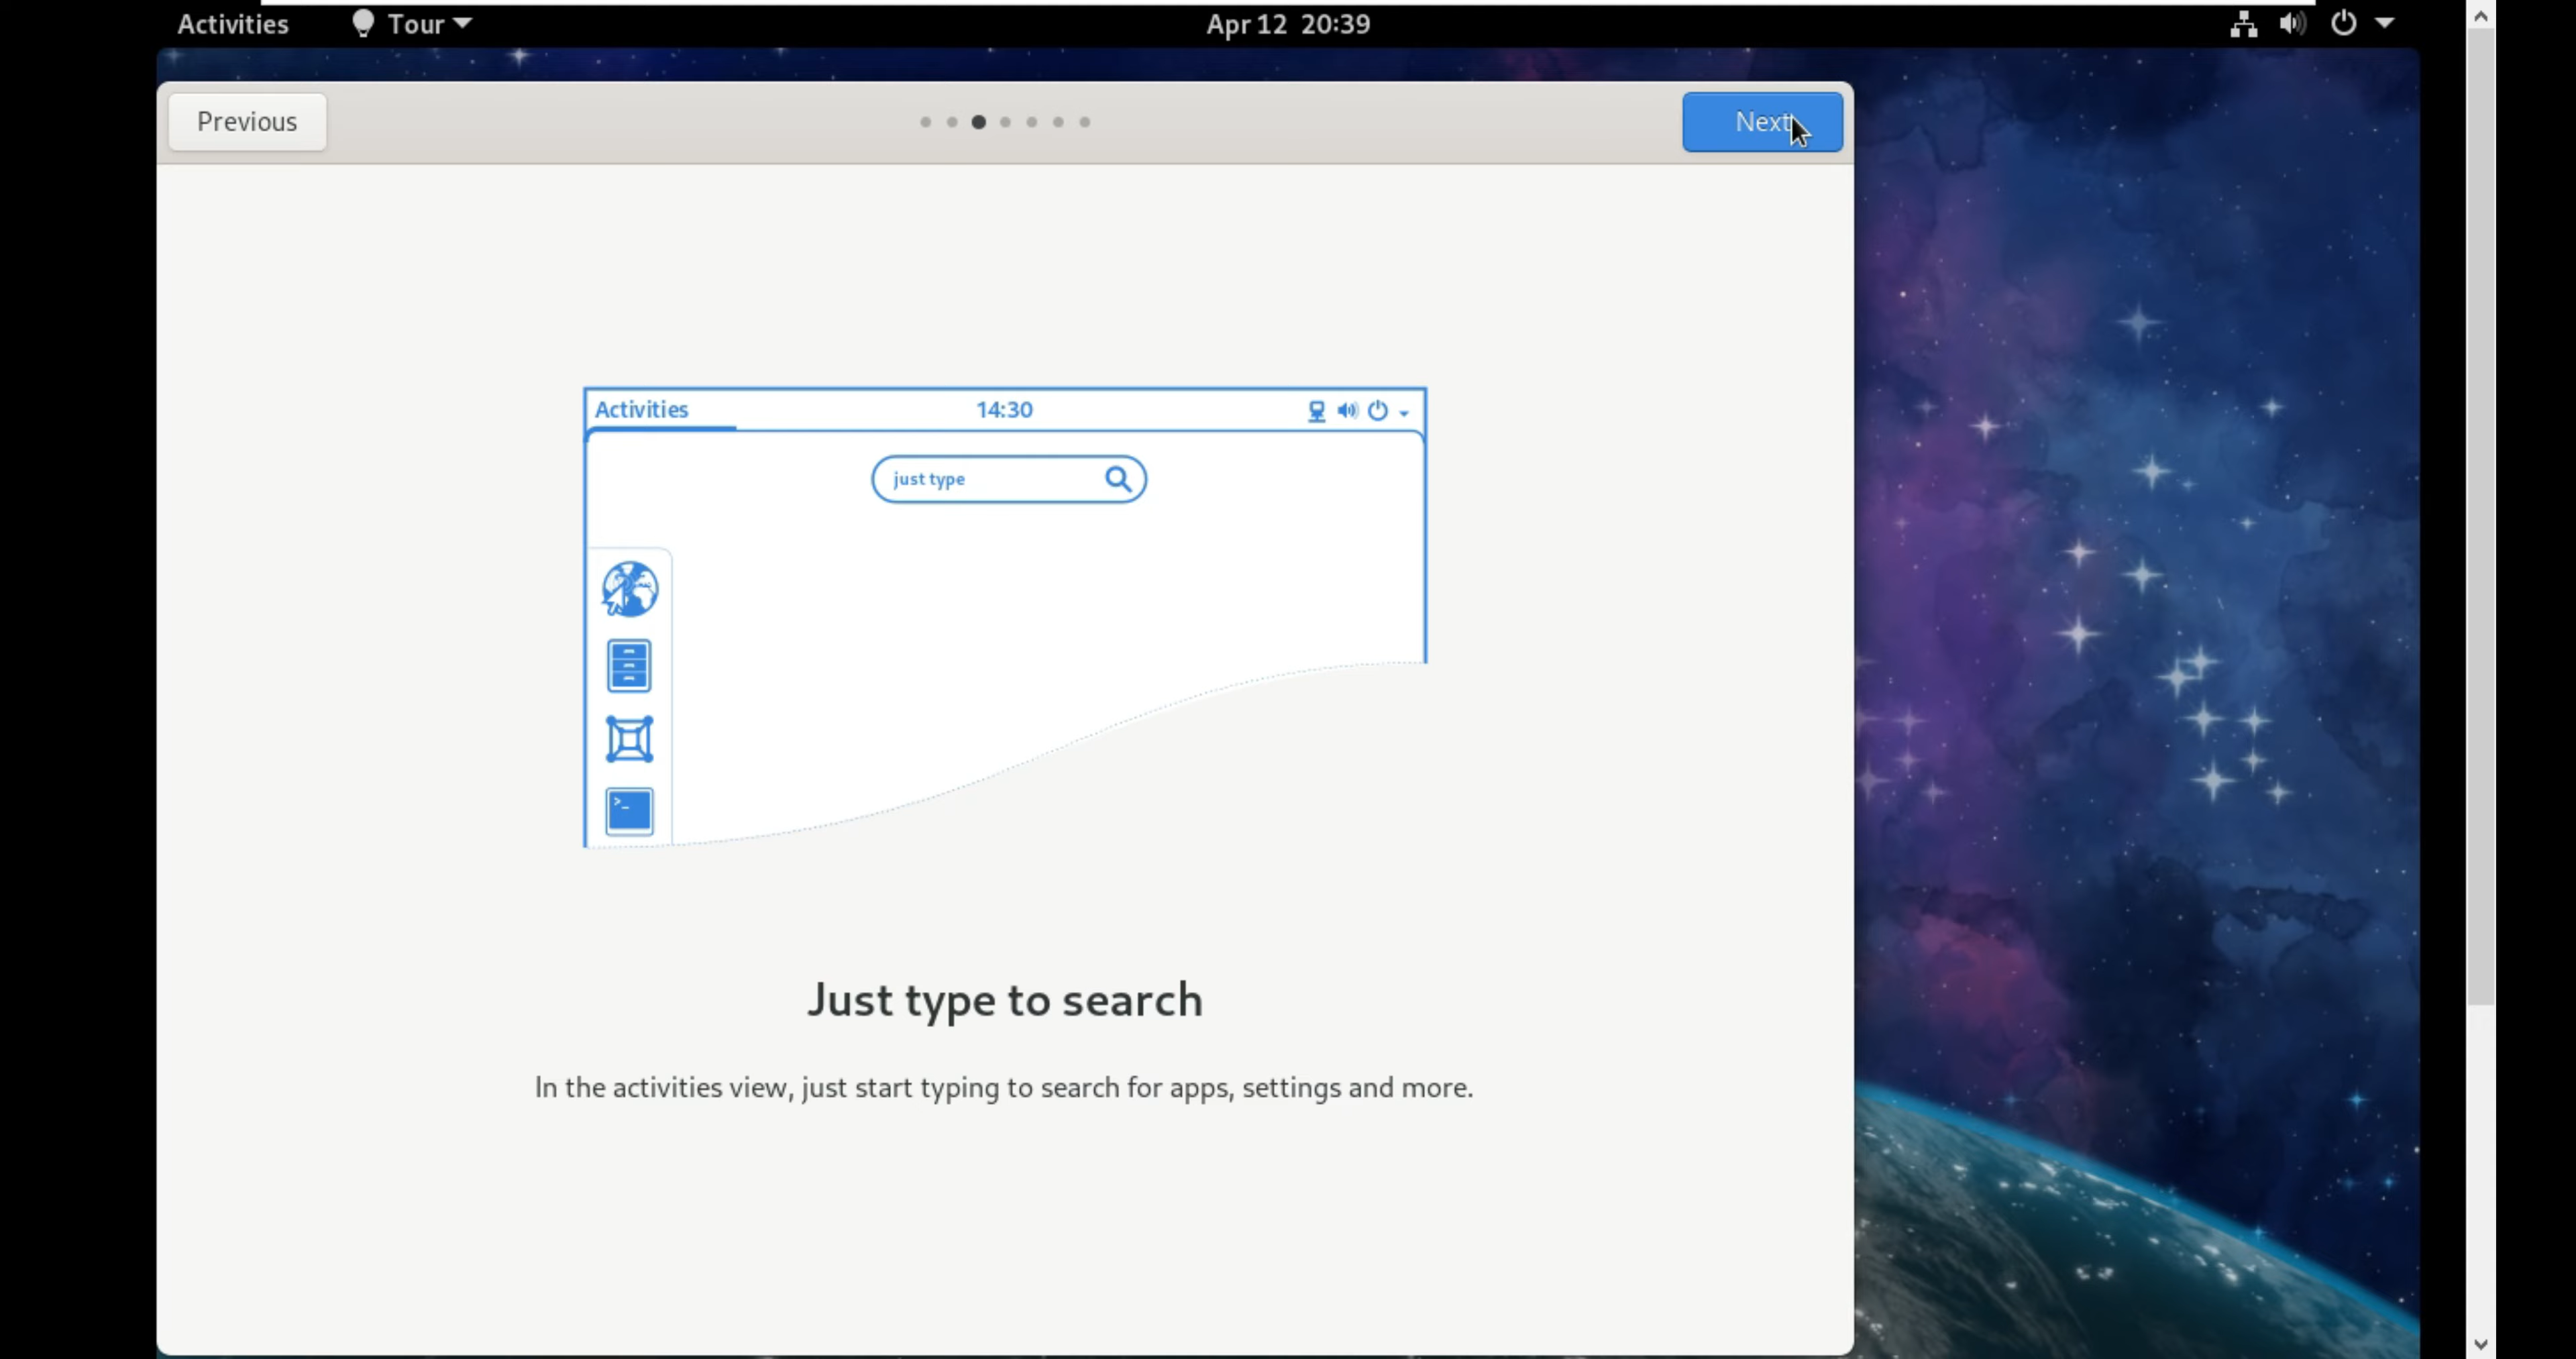 Activities Tour Apr 12 20:39
Previous Next
Activities 14:30
just type
>_
Just type to search
In the activities view, just start typing to search for apps, settings and more.